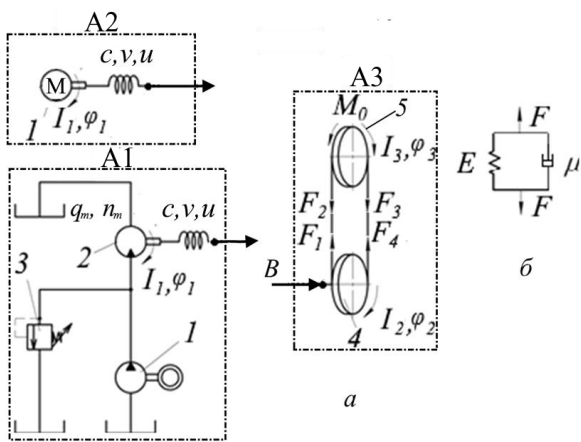 A2
c,v,u
M
1
I1,φ1
A1
qm, nm
c,v,u
2
3
I1,φ1
1
A3
M0
5
I3,φ3
F2
F3
F1
F4
B
I2,φ2
4
a
F
E
μ
F
б